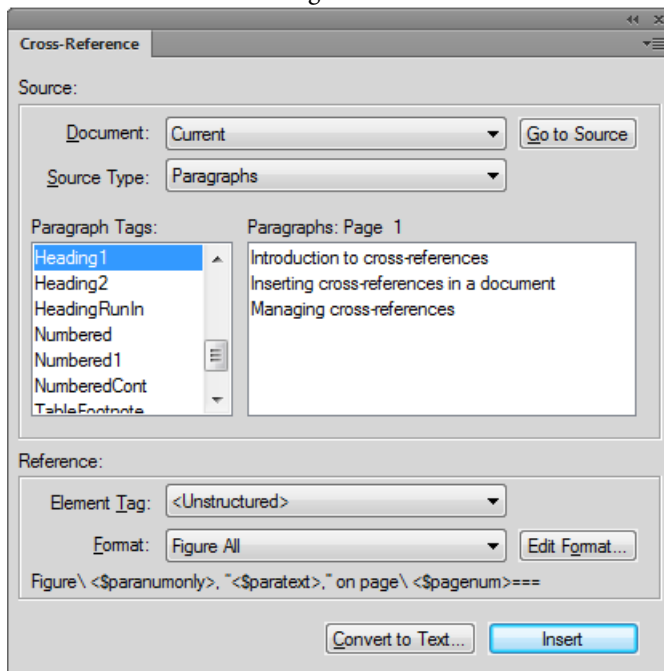 Cross-Reference
Source:
Document: Current Go to Source
Source Type: Paragraphs
Paragraph Tags: Paragraphs: Page 1
Heading1 Introduction to cross-references
Heading2 Inserting cross-references in a document
HeadingRunIn Managing cross-references
Numbered
Numbered1
NumberedCont
TableFootnote
Reference:
Element Tag: <Unstructured>
Format: Figure All Edit Format...
Figure\ <$paranumonly>, "<$paratext>," on page\ <$pagenum>===
Convert to Text... Insert